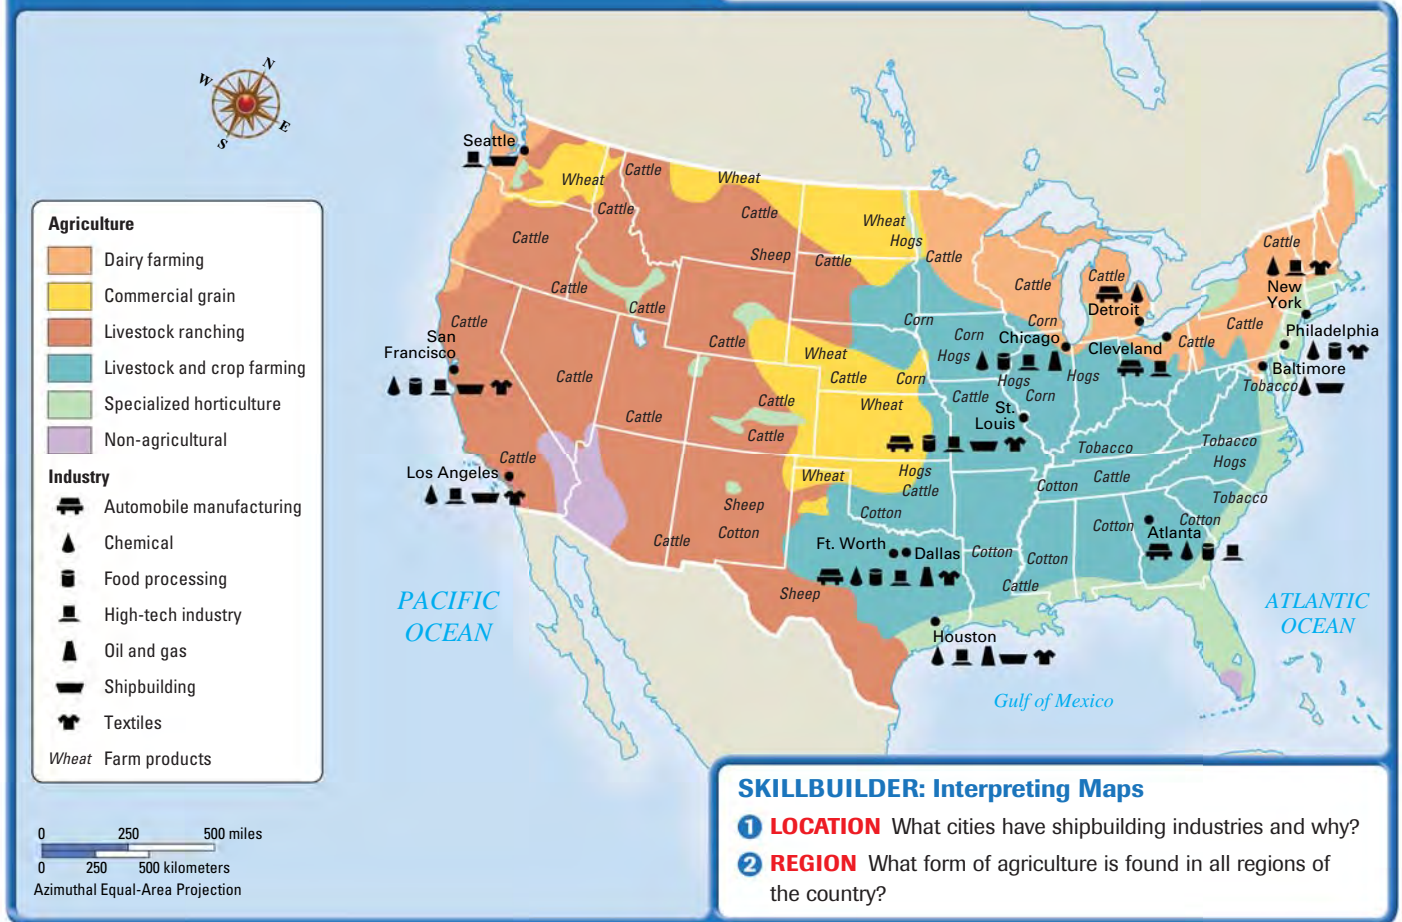 N
W
E
S
Agriculture
Dairy farming
Commercial grain
Livestock ranching
Livestock and crop farming
Specialized horticulture
Non-agricultural
Industry
Automobile manufacturing
Chemical
Food processing
High-tech industry
Oil and gas
Shipbuilding
Textiles
Wheat Farm products
0 250 500 miles
0 250 500 kilometers
Azimuthal Equal-Area Projection
Seattle
Wheat
Cattle
Wheat
Cattle
Cattle
Wheat
Hogs
Cattle
Sheep
Cattle
Cattle
Cattle
Cattle
Cattle
Cattle
Cattle
New
York
Detroit
Cattle
San
Francisco
Cattle
Wheat
Corn
Corn
Hogs
Corn
Chicago
Cleveland
Cattle
Cattle
Philadelphia
Baltimore
Tobacco
Cattle
Cattle
Cattle
Cattle
Cattle
Corn
Wheat
Cattle
Hogs
Corn
Hogs
St.
Louis
Tobacco
Tobacco
Hogs
Tobacco
Cattle
Los Angeles
Wheat
Hogs
Cattle
Cotton
Cotton
Cattle
Sheep
Cotton
Cattle
Cotton
Cotton
Atlanta
Ft. Worth
Dallas
Cotton
Cotton
Cattle
Sheep
Houston
PACIFIC
OCEAN
ATLANTIC
OCEAN
Gulf of Mexico
SKILLBUILDER: Interpreting Maps
1 LOCATION What cities have shipbuilding industries and why?
2 REGION What form of agriculture is found in all regions of
the country?